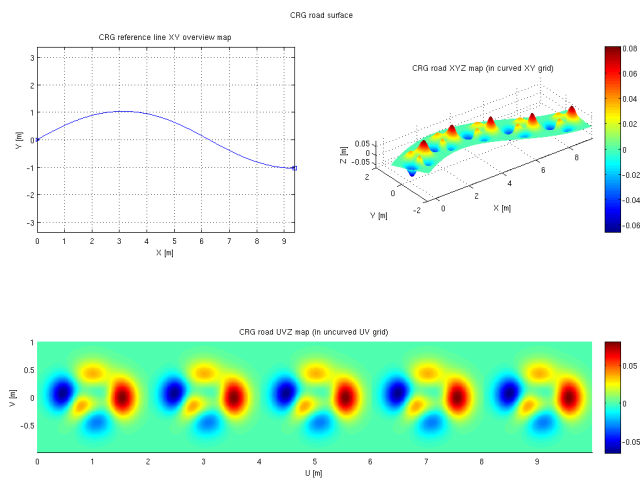 CRG road surface
CRG reference line XY overview map
3
2
1
0
-1
-2
-3
Y [m]
0 1 2 3 4 5 6 7 8 9
X [m]
CRG road XYZ map (in curved XY grid)
0.05
0
-0.05
Z [m]
2
0
-2
Y [m]
0 2 4 6 8
X [m]
0.08
0.06
0.04
0.02
0
-0.02
-0.04
-0.06
CRG road UVZ map (in uncurved UV grid)
1
0.5
0
-0.5
V [m]
0 1 2 3 4 5 6 7 8 9
U [m]
0.05
0
-0.05